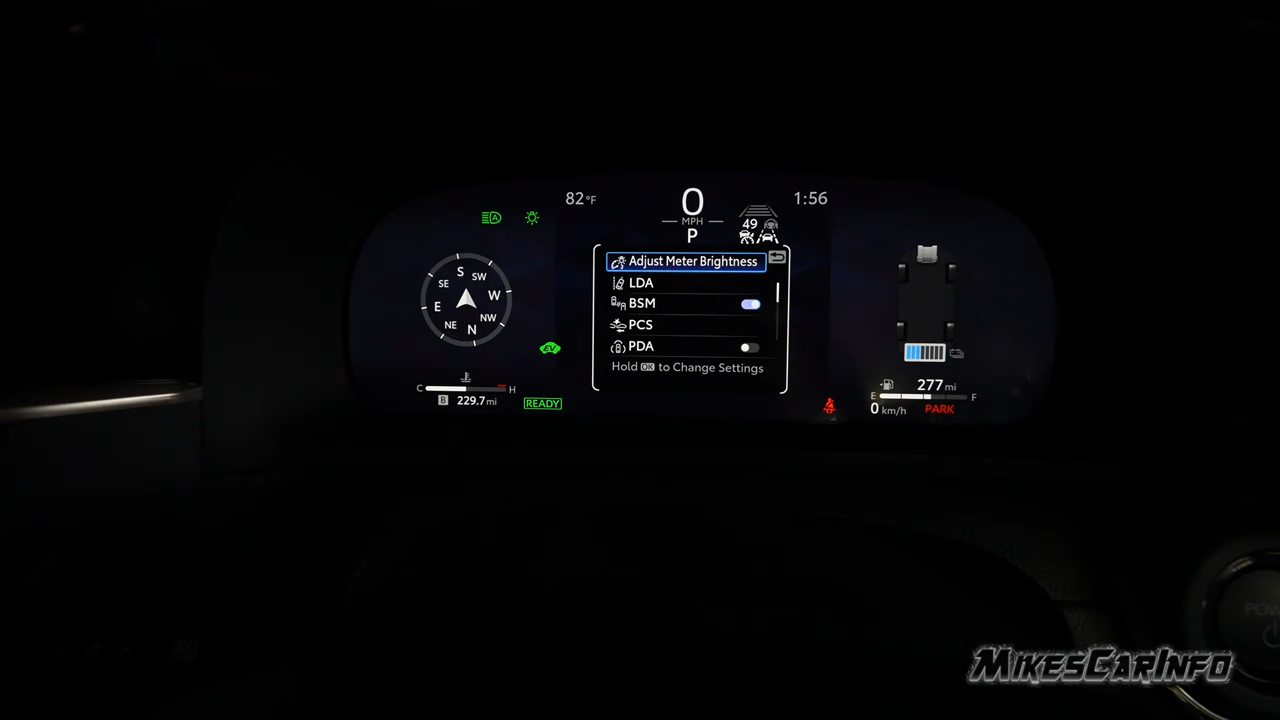 82°F
0
MPH
P
1:56
49
A
S
SW
W
NW
N
NE
E
SE
Adjust Meter Brightness
LDA
BSM
PCS
PDA
Hold OK to Change Settings
EV
C H
B 229.7 mi
READY
277 mi
E F
0 km/h PARK
MIKESCARINFO